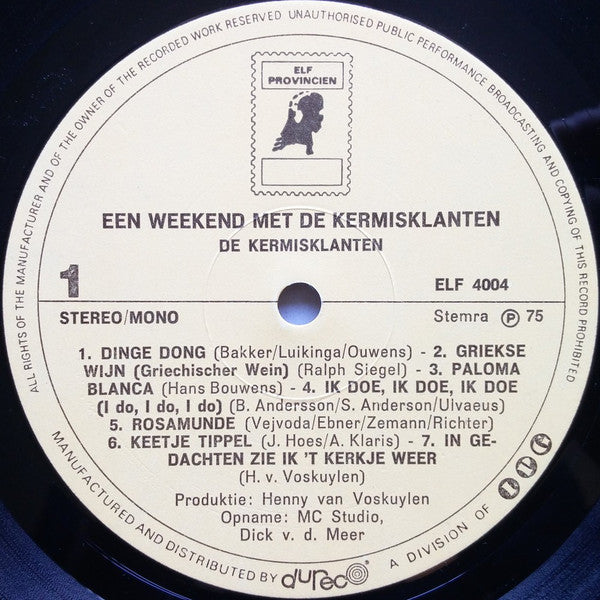 ALL RIGHTS OF THE MANUFACTURER AND OF THE OWNER OF THE RECORDED WORK RESERVED UNAUTHORISED PUBLIC PERFORMANCE BROADCASTING AND COPYING OF THIS RECORD PROHIBITED
ELF
PROVINCIEN
EEN WEEKEND MET DE KERMISKLANTEN
DE KERMISKLANTEN
1
ELF 4004
STEREO/MONO
Stemra Ⓟ 75
1. DINGE DONG (Bakker/Luikinga/Ouwens) - 2. GRIEKSE
WIJN (Griechischer Wein) (Ralph Siegel) - 3. PALOMA
BLANCA (Hans Bouwens) - 4. IK DOE, IK DOE, IK DOE
(I do, I do, I do) (B. Andersson/S. Anderson/Ulvaeus)
5. ROSAMUNDE (Vejvoda/Ebner/Zemann/Richter)
6. KEETJE TIPPEL (J. Hoes/A. Klaris) - 7. IN GE-
DACHTEN ZIE IK 'T KERKJE WEER
(H. v. Voskuylen)
Produktie: Henny van Voskuylen
Opname: MC Studio,
Dick v. d. Meer
MANUFACTURED AND DISTRIBUTED BY dureco A DIVISION OF